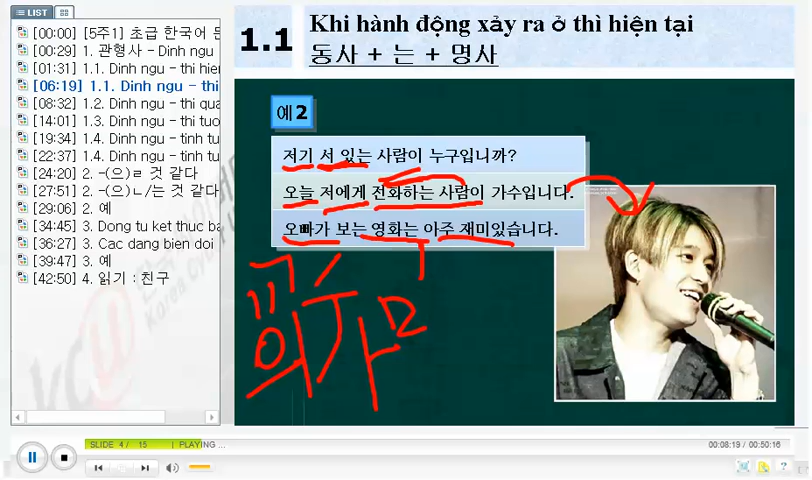 LIST
[00:00] [5주1] 초급 한국어 문
[00:29] 1. 관형사 - Dinh ngu
[01:31] 1.1. Dinh ngu - thi hien
[06:19] 1.1. Dinh ngu - thi
[08:32] 1.2. Dinh ngu - thi qua
[14:01] 1.3. Dinh ngu - thi tuo
[19:34] 1.4. Dinh ngu - tinh tu
[22:37] 1.4. Dinh ngu - tinh tu
[24:20] 2. -(으)ㄹ 것 같다
[27:51] 2. -(으)ㄴ/는 것 같다
[29:06] 2. 예
[34:45] 3. Dong tu ket thuc ba
[36:27] 3. Cac dang bien doi
[39:47] 3. 예
[42:50] 4. 읽기 : 친구
1.1
Khi hành động xảy ra ở thì hiện tại
동사 + 는 + 명사
예2
저기 서 있는 사람이 누구입니까?
오늘 저에게 전화하는 사람이 가수입니다.
오빠가 보는 영화는 아주 재미있습니다.
SLIDE 4 / 15 PLAYING ...
00:08:19 / 00:50:16